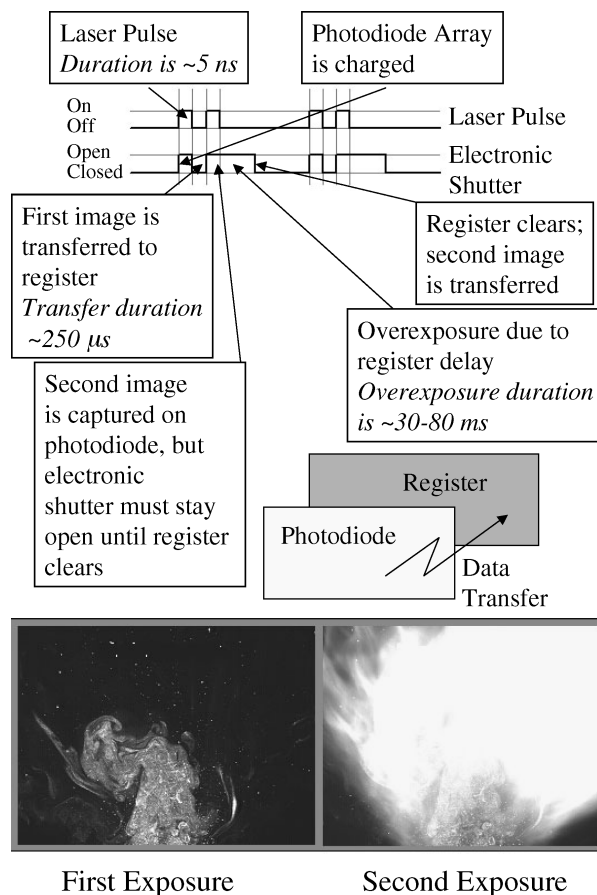 Laser Pulse
Duration is ~5 ns
Photodiode Array
is charged
On
Off
Laser Pulse
Open
Closed
Electronic
Shutter
First image is
transferred to
register
Transfer duration
~250 μs
Register clears;
second image
is transferred
Second image
is captured on
photodiode, but
electronic
shutter must stay
open until register
clears
Overexposure due to
register delay
Overexposure duration
is ~30-80 ms
Register
Photodiode
Data
Transfer
First Exposure
Second Exposure